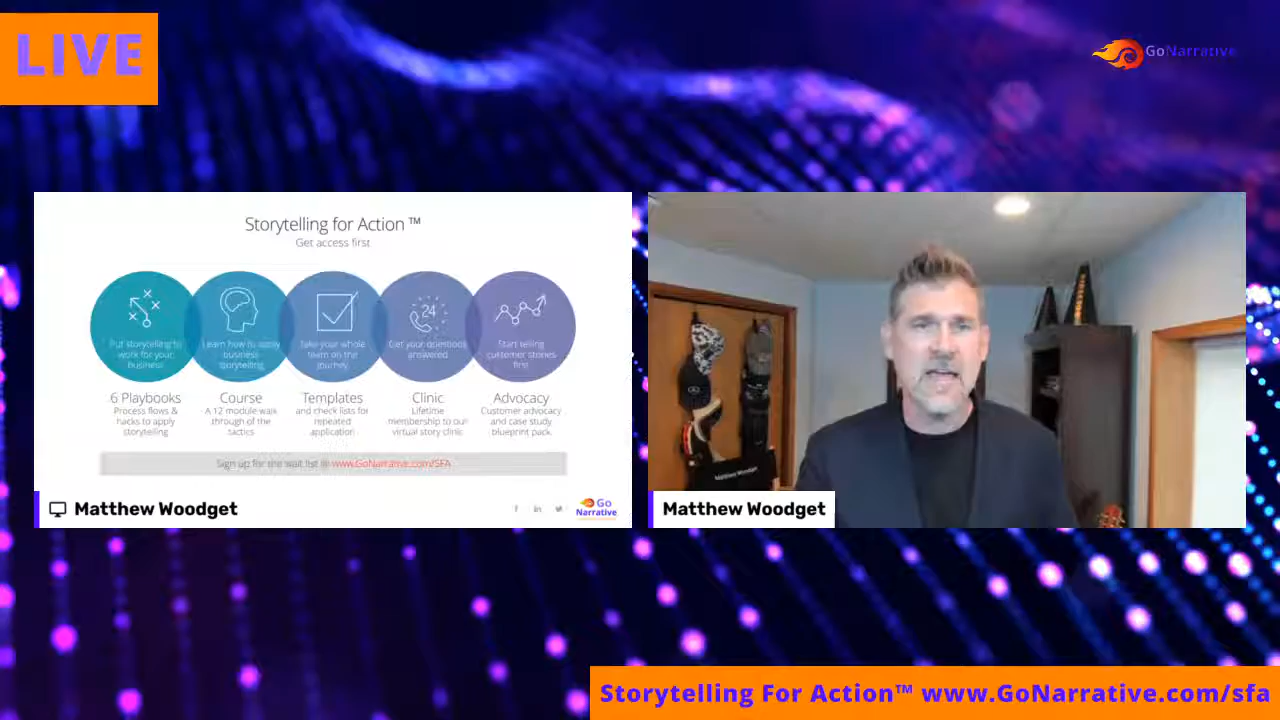 LIVE
GoNarrative
Storytelling for Action ™
Get access first
Put storytelling to
work for your
business
Learn how to apply
business
storytelling
Take your whole
team on the
journey
24
Get your questions
answered
Start telling
customer stories
first
6 Playbooks
Process flows &
hacks to apply
storytelling
Course
A 12 module walk
through of the
tactics
Templates
and check lists for
repeated
application
Clinic
Lifetime
membership to our
virtual story clinic
Advocacy
Customer advocacy
and case study
blueprint pack.
Sign up for the wait list www.GoNarrative.com/SFA
Matthew Woodget
f in
Go
Narrative
Matthew Woodget
Matthew Woodget
Storytelling For Action™ www.GoNarrative.com/sfa